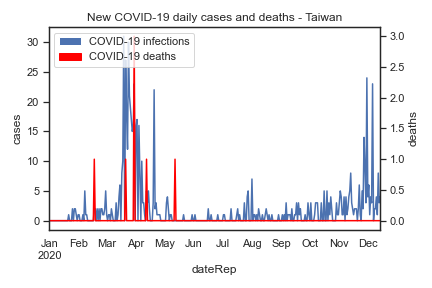 New COVID-19 daily cases and deaths - Taiwan
COVID-19 infections
COVID-19 deaths
30
25
20
15
10
5
0
cases
3.0
2.5
2.0
1.5
1.0
0.5
0.0
deaths
Jan Feb Mar Apr May Jun Jul Aug Sep Oct Nov Dec
2020
dateRep